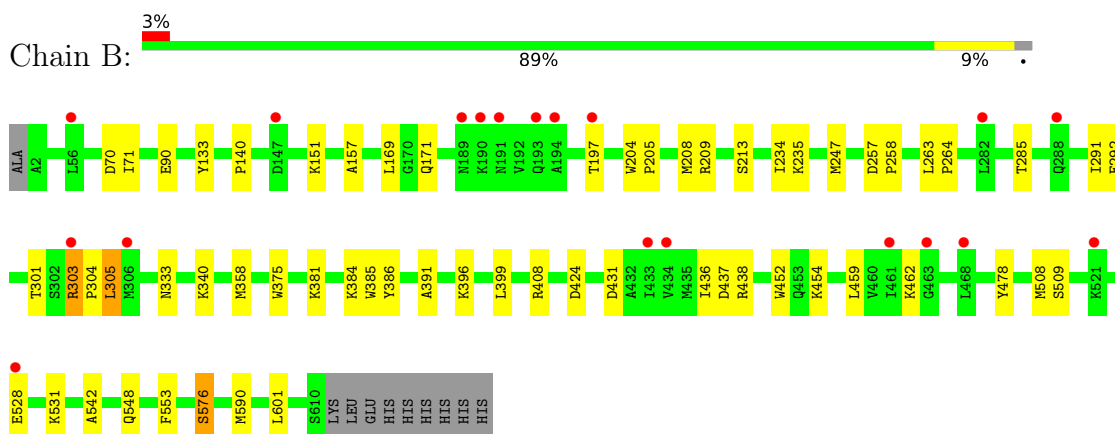 3%
Chain B:
89% 9% •
ALA A2 L56 D70 I71 E90 Y133 P140 D147 K151 A157 L169 G170 Q171 N189 K190 N191 V192 Q193 A194 T197 W204 P205 M208 R209 S213 I234 K235 M247 D257 P258 L263 P264 L282 T285 Q288 I291
T301 S302 R303 P304 L305 M306 N333 K340 M358 W375 K381 K384 W385 Y386 A391 K396 L399 R408 D424 D431 A432 I433 V434 M435 I436 D437 R438 W452 Q453 K454 L459 V460 I461 K462 G463 L468 Y478 M508 S509 K521
E528 K531 A542 Q548 F553 S576 M590 L601 S610 LYS LEU GLU HIS HIS HIS HIS HIS HIS